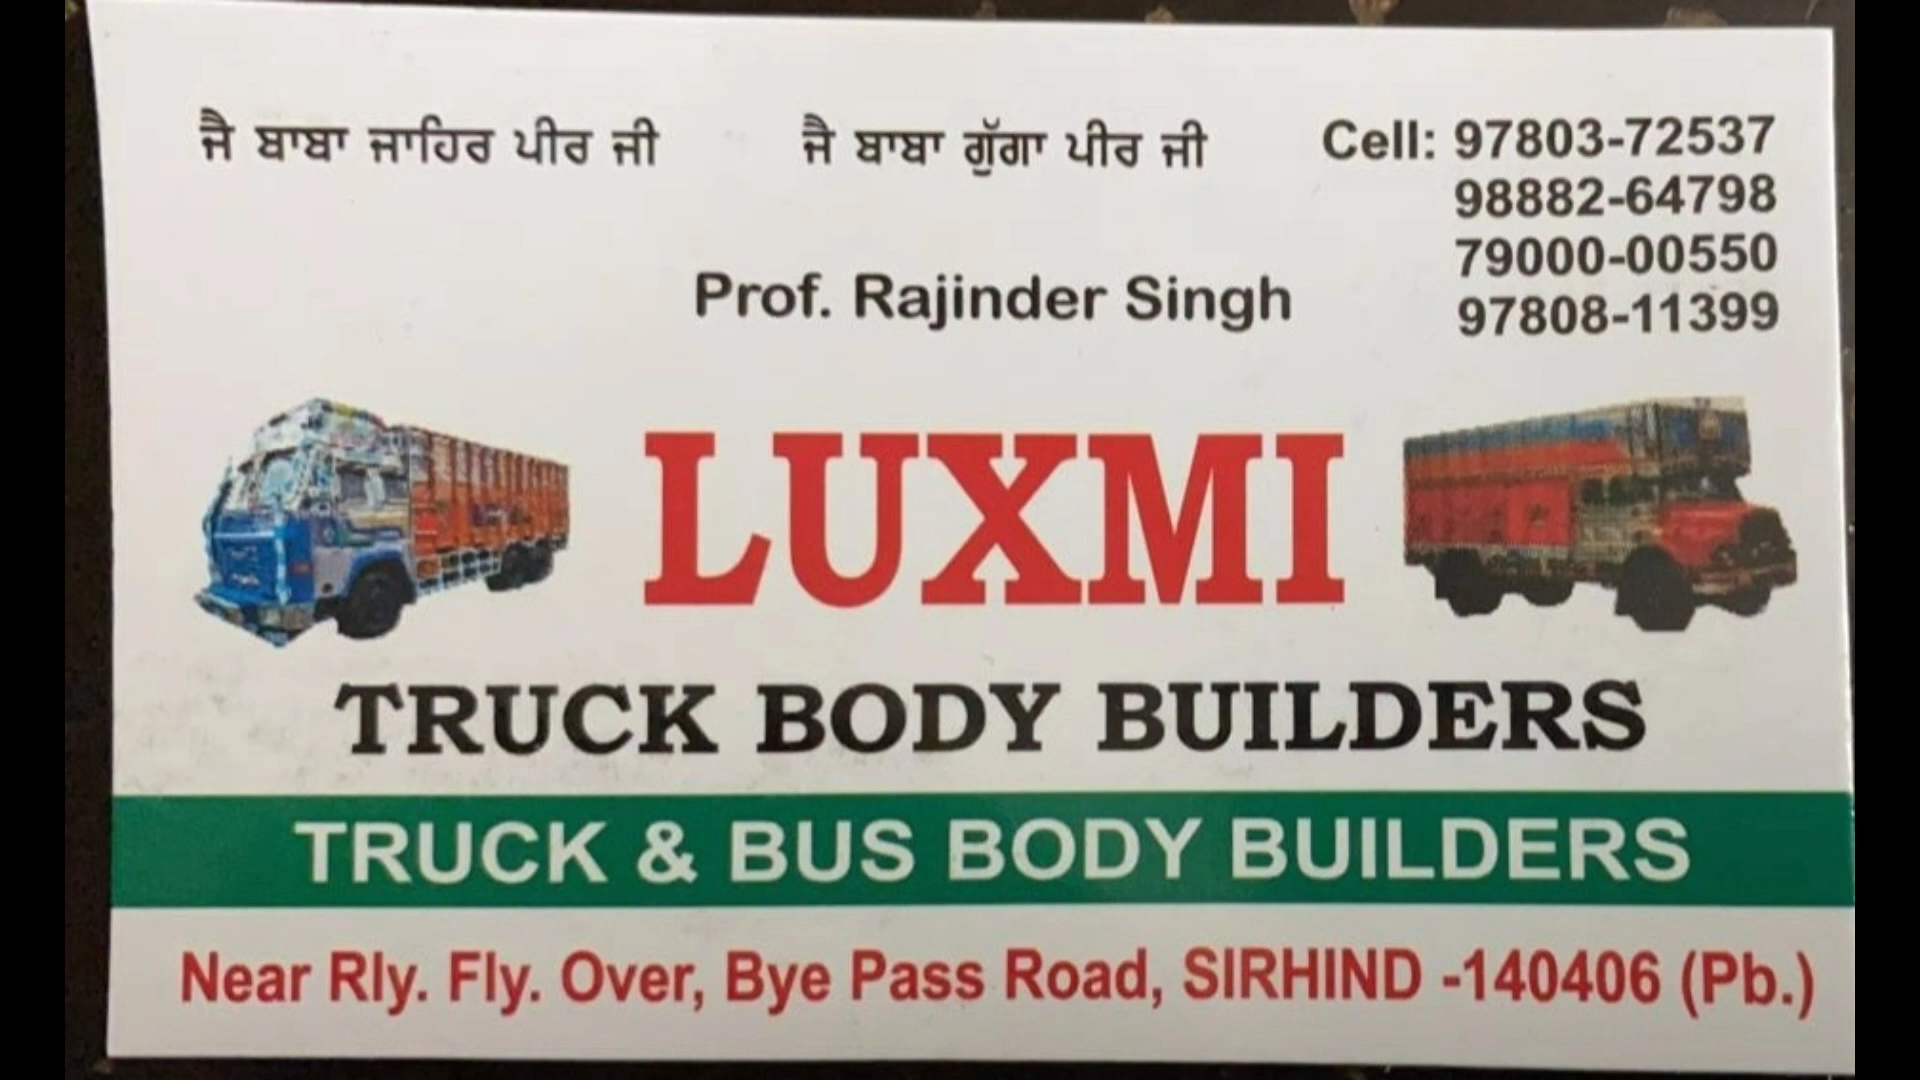 ਜੈ ਬਾਬਾ ਜਾਹਿਰ ਪੀਰ ਜੀ
ਜੈ ਬਾਬਾ ਗੁੱਗਾ ਪੀਰ ਜੀ
Cell: 97803-72537
98882-64798
79000-00550
97808-11399
Prof. Rajinder Singh
LUXMI
TRUCK BODY BUILDERS
TRUCK & BUS BODY BUILDERS
Near Rly. Fly. Over, Bye Pass Road, SIRHIND -140406 (Pb.)